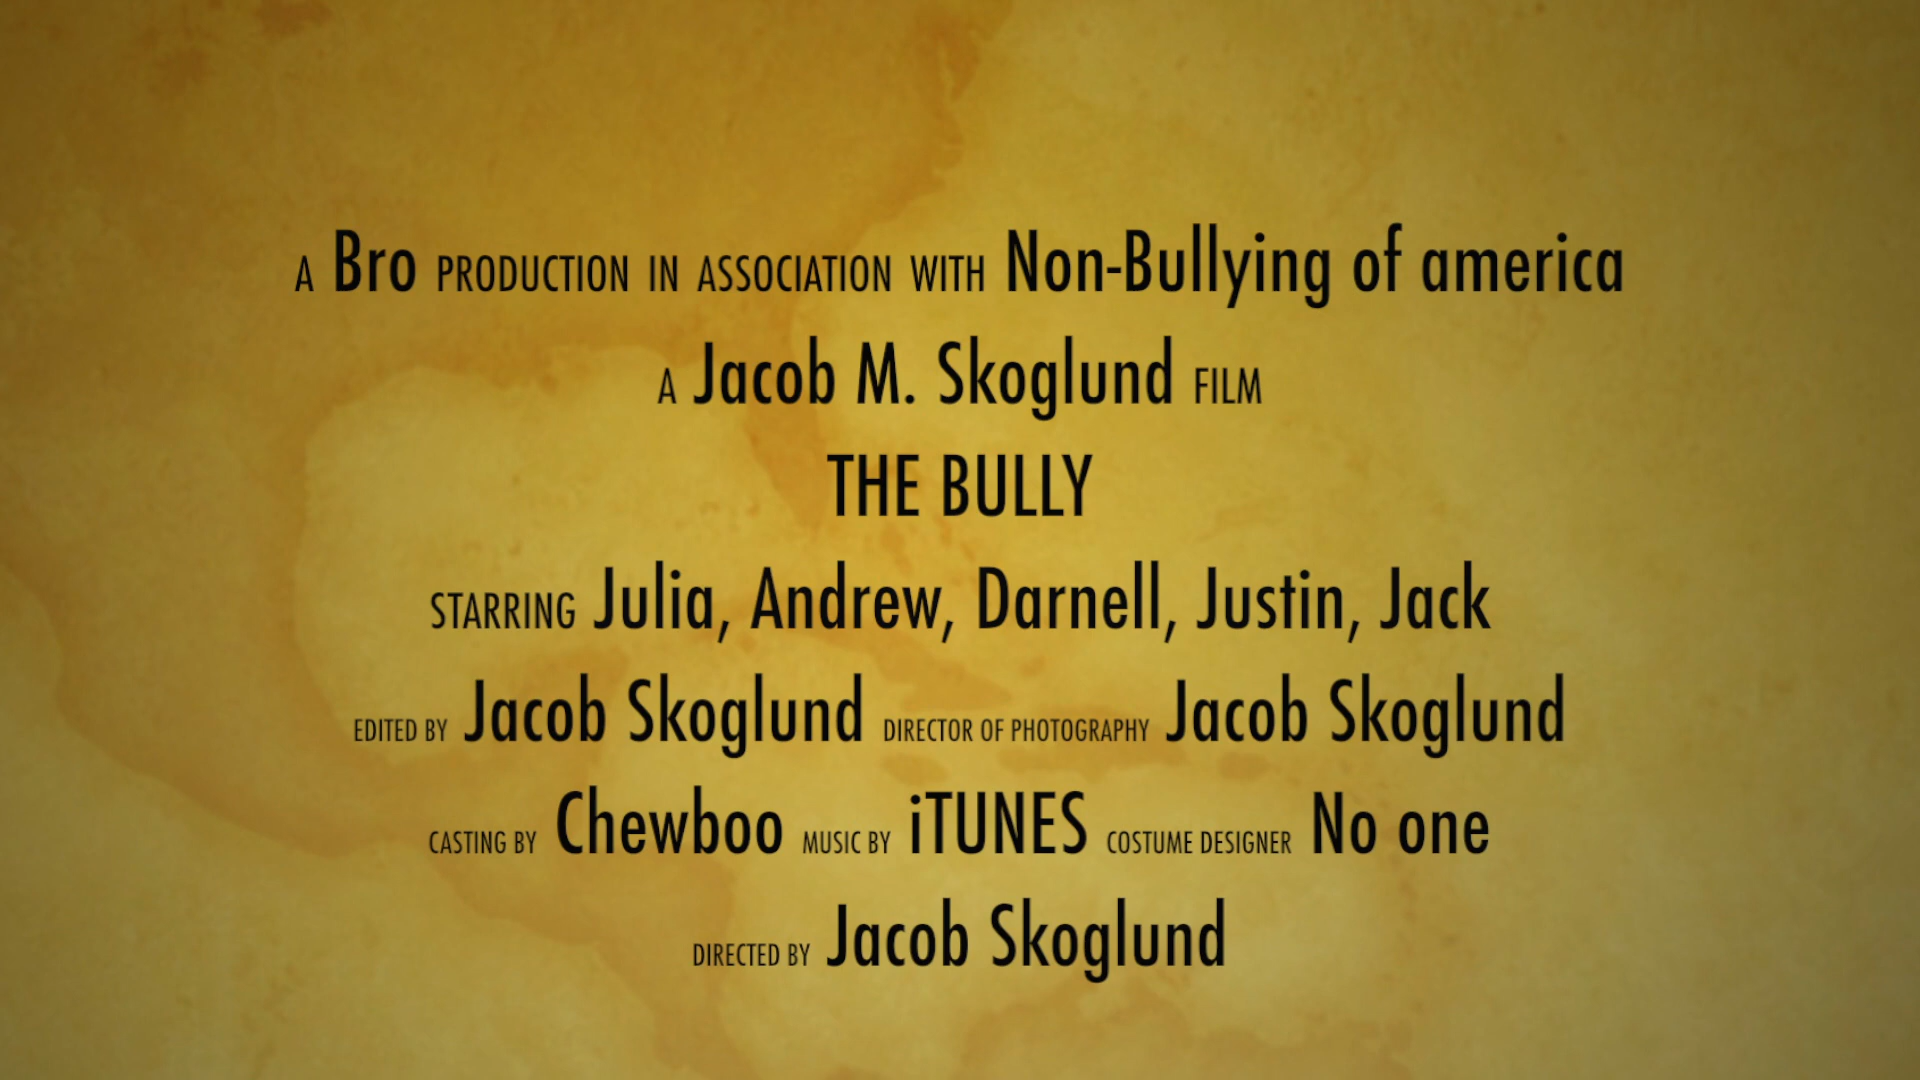 A Bro PRODUCTION IN ASSOCIATION WITH Non-Bullying of america
A Jacob M. Skoglund FILM
THE BULLY
STARRING Julia, Andrew, Darnell, Justin, Jack
EDITED BY Jacob Skoglund DIRECTOR OF PHOTOGRAPHY Jacob Skoglund
CASTING BY Chewboo MUSIC BY iTUNES COSTUME DESIGNER No one
DIRECTED BY Jacob Skoglund